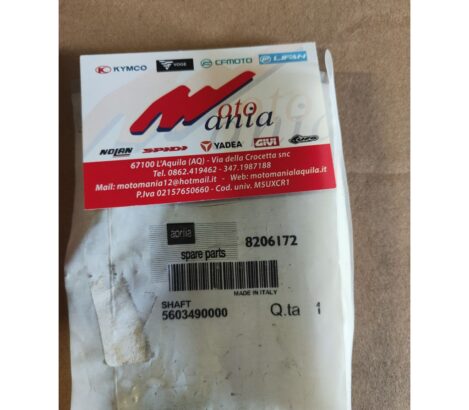 KYMCO VOGE CFMOTO LIFAN
Moto
Mania
NOLAN SPIDI YADEA GIVI
67100 L'Aquila (AQ) - Via della Crocetta snc
Tel. 0862.419462 - 347.1987188
Mail: motomania12@hotmail.it - Web: motomanialaquila.it
P.Iva 02157650660 - Cod. univ. M5UXCR1
aprilia
spare parts
8206172
MADE IN ITALY
SHAFT
5603490000
Q.ta 1